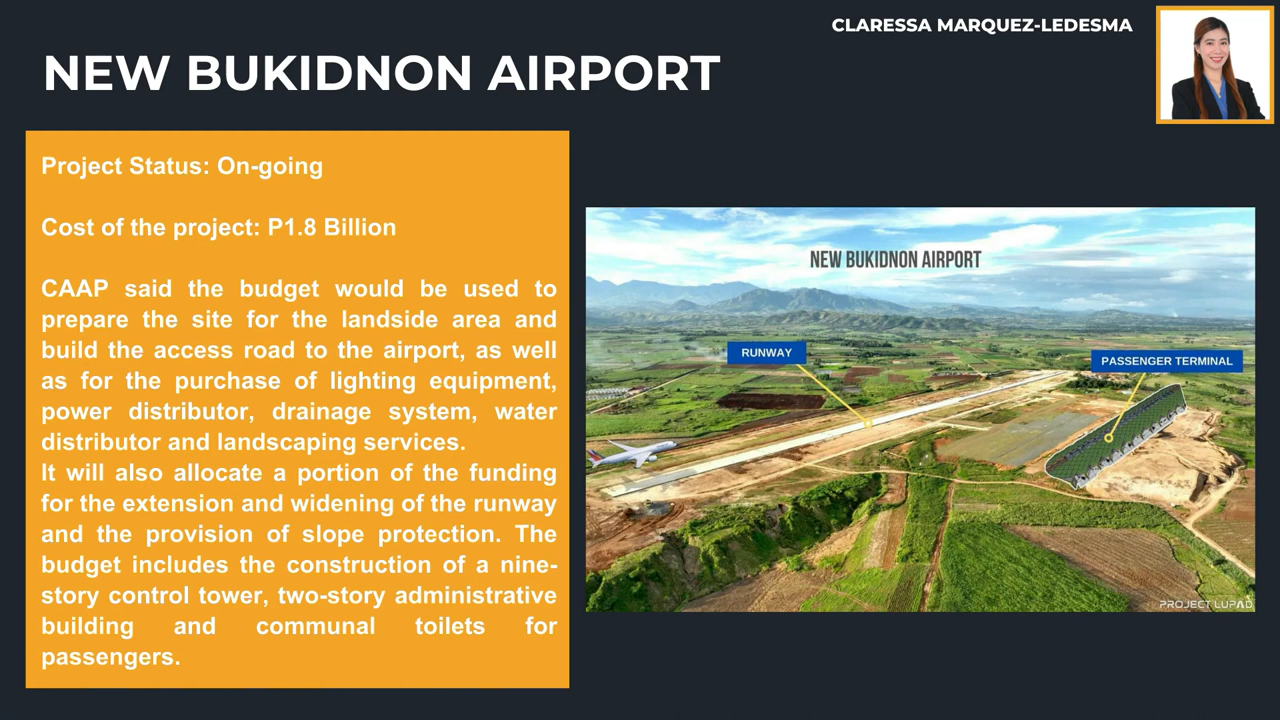 CLARESSA MARQUEZ-LEDESMA
NEW BUKIDNON AIRPORT
Project Status: On-going
Cost of the project: P1.8 Billion
CAAP said the budget would be used to
prepare the site for the landside area and
build the access road to the airport, as well
as for the purchase of lighting equipment,
power distributor, drainage system, water
distributor and landscaping services.
It will also allocate a portion of the funding
for the extension and widening of the runway
and the provision of slope protection. The
budget includes the construction of a nine-
story control tower, two-story administrative
building and communal toilets for
passengers.
NEW BUKIDNON AIRPORT
RUNWAY
PASSENGER TERMINAL
PROJECT LUPAD